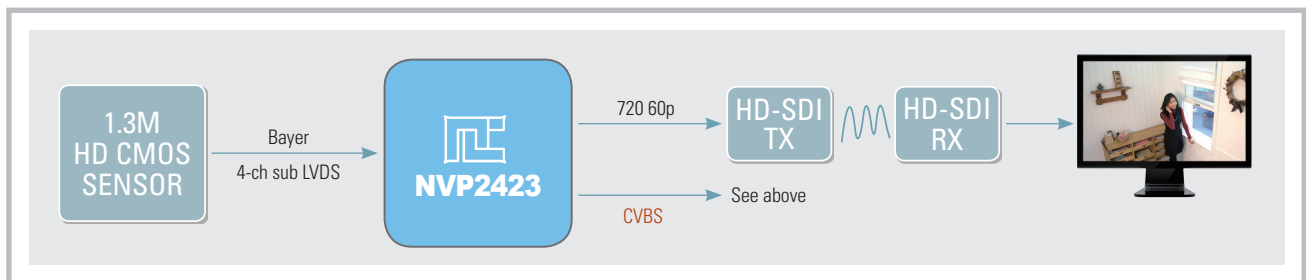 1.3M
HD CMOS
SENSOR
Bayer
4-ch sub LVDS
NVP2423
720 60p
HD-SDI
TX
HD-SDI
RX
CVBS
See above